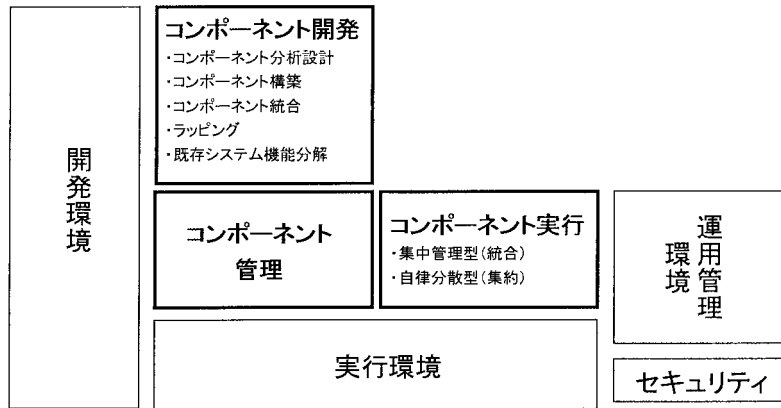 開発環境
コンポーネント開発
・コンポーネント分析設計
・コンポーネント構築
・コンポーネント統合
・ラッピング
・既存システム機能分解
コンポーネント
管理
コンポーネント実行
・集中管理型(統合)
・自律分散型(集約)
運用管理
環境
実行環境
セキュリティ